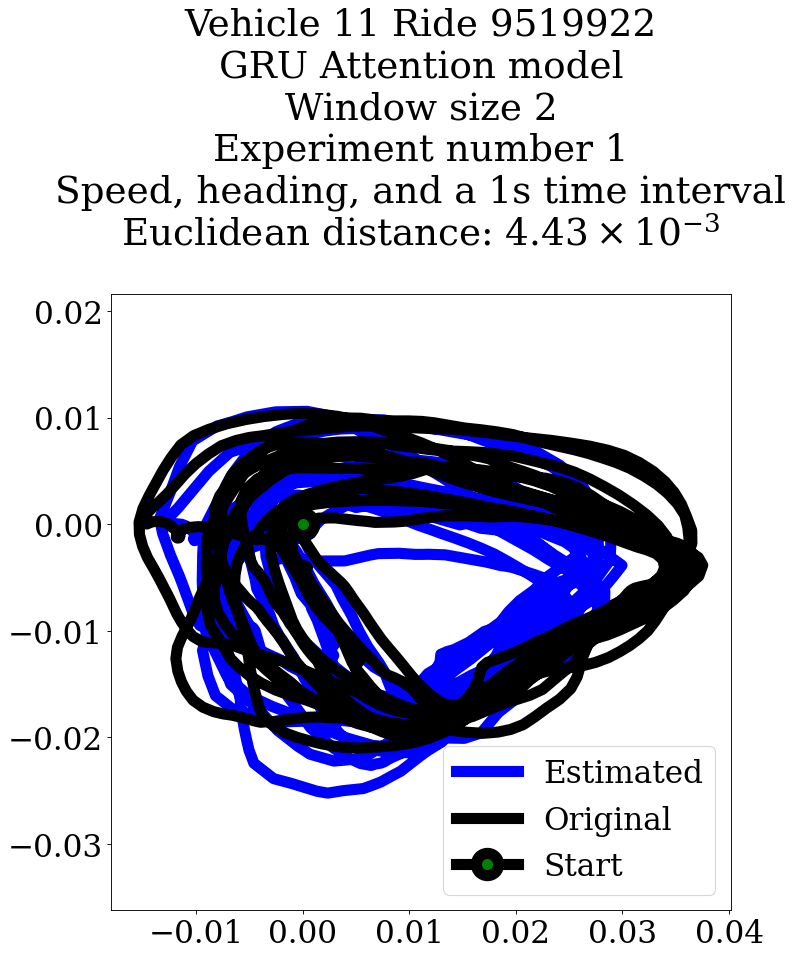 Vehicle 11 Ride 9519922
GRU Attention model
Window size 2
Experiment number 1
Speed, heading, and a 1s time interval
Euclidean distance: 4.43 × 10⁻³
0.02
0.01
0.00
−0.01
−0.02
−0.03
Estimated
Original
Start
−0.01 0.00 0.01 0.02 0.03 0.04